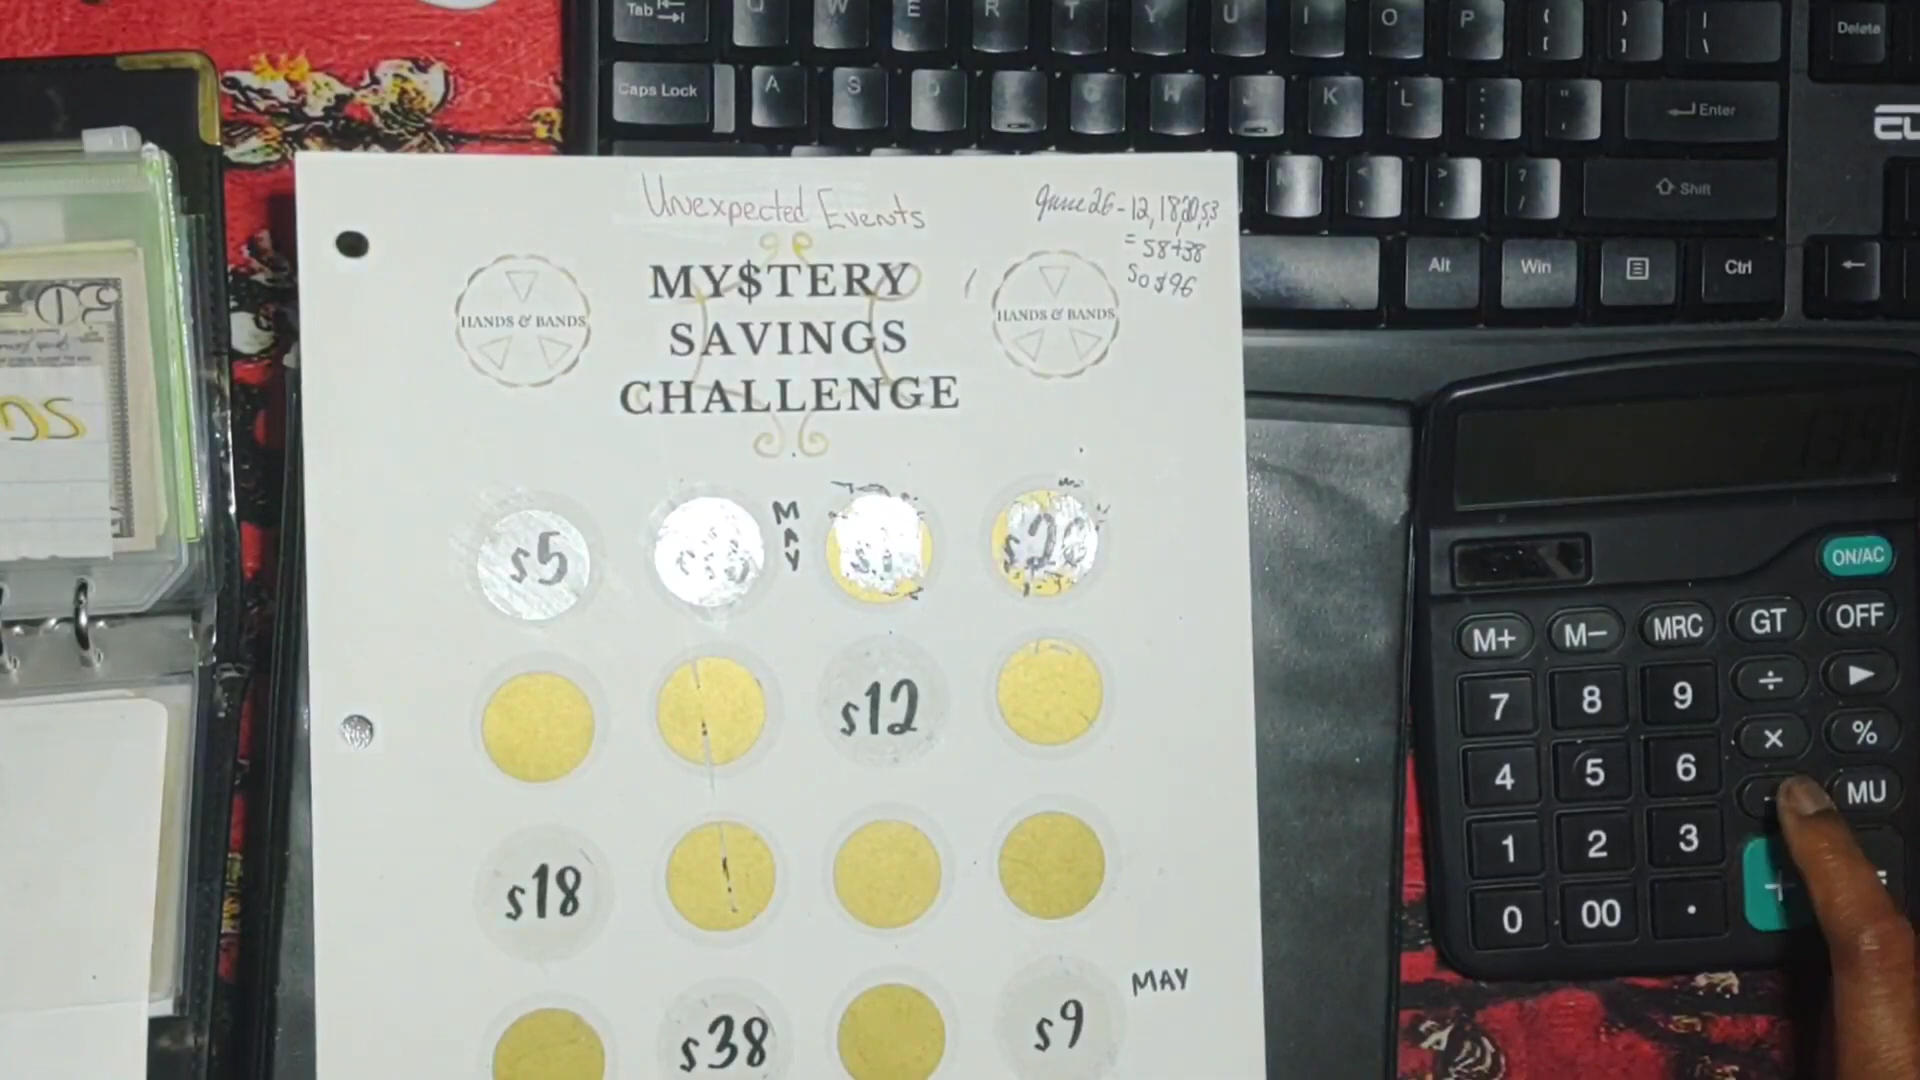 Tab
Q W E R T Y U I O P { [ } ] | \
Delete
Caps Lock
A S D G H J K L : ; " '
Enter
< , > . ? /
Shift
Alt Win Ctrl
Unexpected Events
June 26 - 12, 18,
= 58+38
So $96
MY$TERY
SAVINGS
CHALLENGE
HANDS & BANDS
HANDS & BANDS
50
$5
MAY
$12
$18
$38
$9
MAY
ON/AC
M+ M− MRC GT OFF
7 8 9 ÷ ▶
4 5 6 × %
1 2 3 - MU
0 00 . +